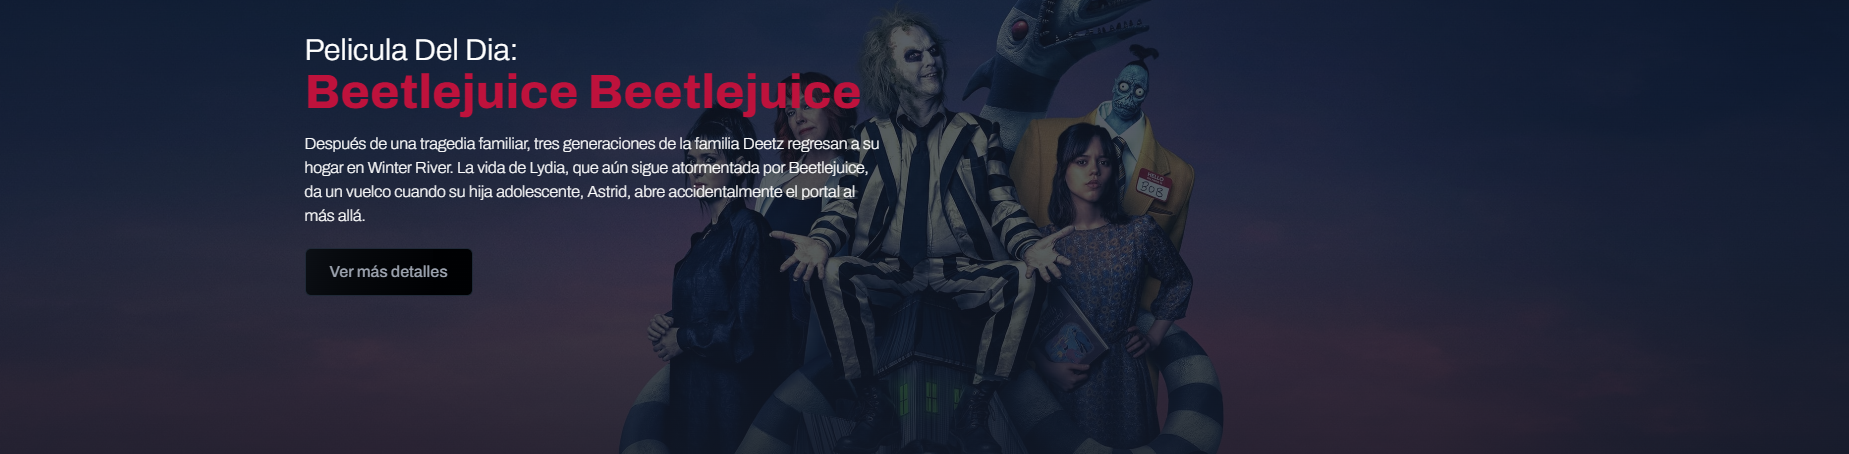 Pelicula Del Dia:
Beetlejuice Beetlejuice
Después de una tragedia familiar, tres generaciones de la familia Deetz regresan a su
hogar en Winter River. La vida de Lydia, que aún sigue atormentada por Beetlejuice,
da un vuelco cuando su hija adolescente, Astrid, abre accidentalmente el portal al
más allá.
HELLO
BOB
Ver más detalles